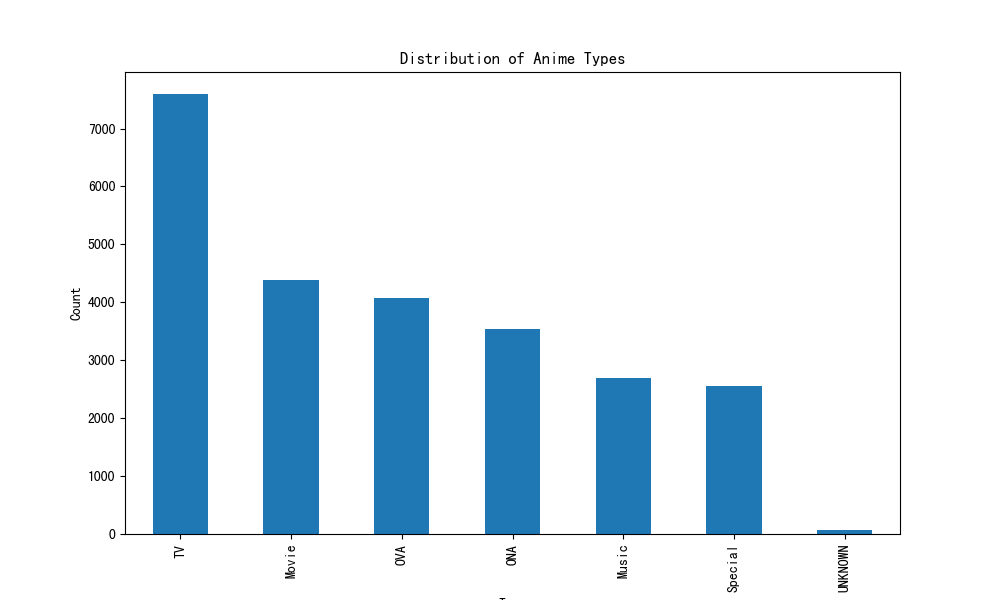 Distribution of Anime Types
7000
6000
5000
4000
3000
2000
1000
0
Count
TV
Movie
OVA
ONA
Music
Special
UNKNOWN